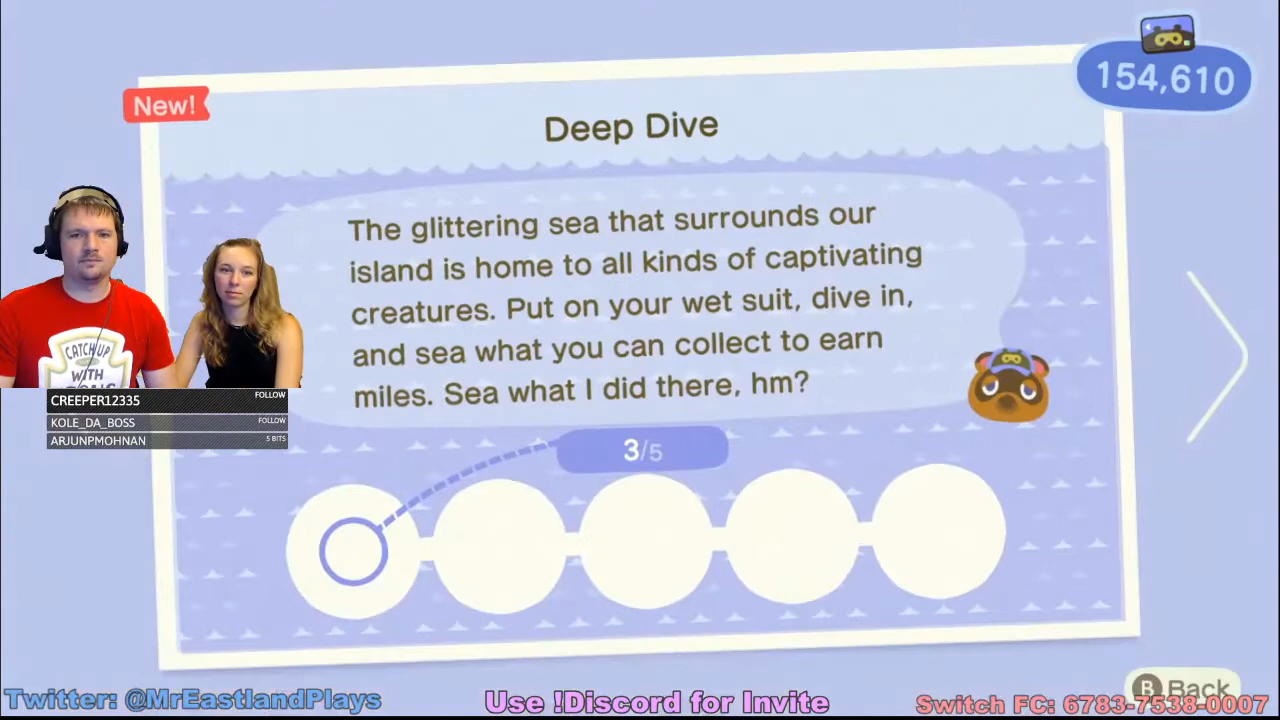 154,610
New!
Deep Dive
The glittering sea that surrounds our
island is home to all kinds of captivating
creatures. Put on your wet suit, dive in,
and sea what you can collect to earn
miles. Sea what I did there, hm?
CATCH UP
WITH
CREEPER12335 FOLLOW
KOLE_DA_BOSS FOLLOW
ARJUNPMOHNAN 5 BITS
3/5
B Back
Twitter: @MrEastlandPlays Use !Discord for Invite Switch FC: 6783-7538-0007